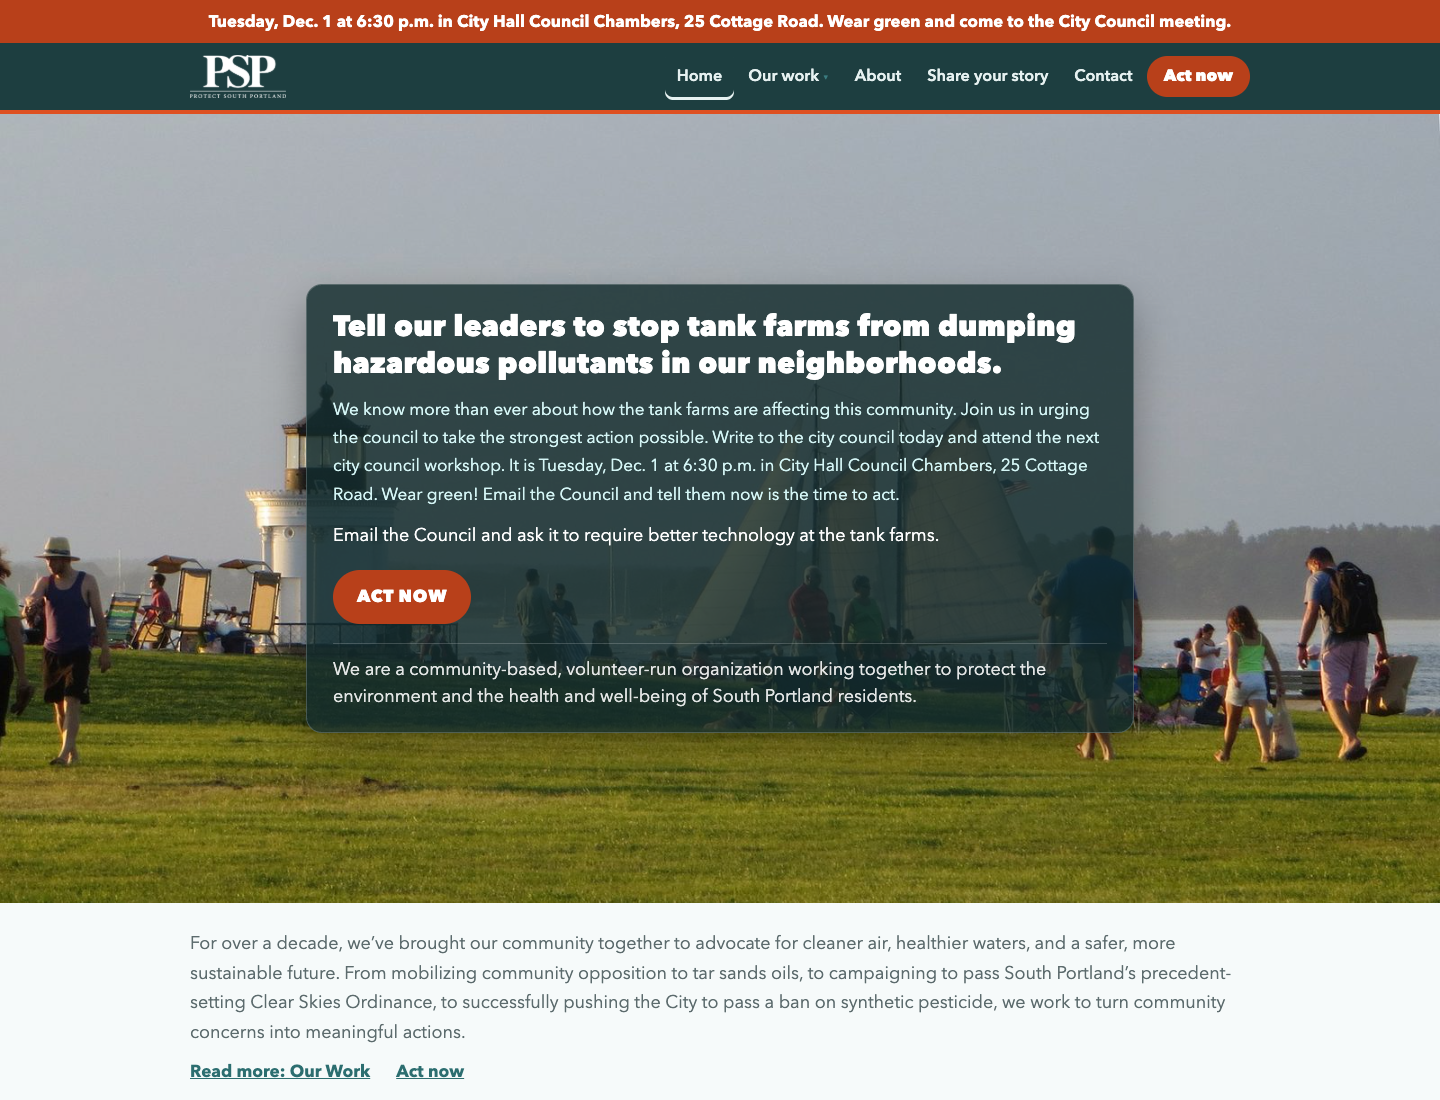 Tuesday, Dec. 1 at 6:30 p.m. in City Hall Council Chambers, 25 Cottage Road. Wear green and come to the City Council meeting.
PSP
PROTECT SOUTH PORTLAND
Home
Our work
About
Share your story
Contact
Act now
Tell our leaders to stop tank farms from dumping
hazardous pollutants in our neighborhoods.
We know more than ever about how the tank farms are affecting this community. Join us in urging
the council to take the strongest action possible. Write to the city council today and attend the next
city council workshop. It is Tuesday, Dec. 1 at 6:30 p.m. in City Hall Council Chambers, 25 Cottage
Road. Wear green! Email the Council and tell them now is the time to act.
Email the Council and ask it to require better technology at the tank farms.
ACT NOW
We are a community-based, volunteer-run organization working together to protect the
environment and the health and well-being of South Portland residents.
For over a decade, we’ve brought our community together to advocate for cleaner air, healthier waters, and a safer, more
sustainable future. From mobilizing community opposition to tar sands oils, to campaigning to pass South Portland’s precedent-
setting Clear Skies Ordinance, to successfully pushing the City to pass a ban on synthetic pesticide, we work to turn community
concerns into meaningful actions.
Read more: Our Work
Act now